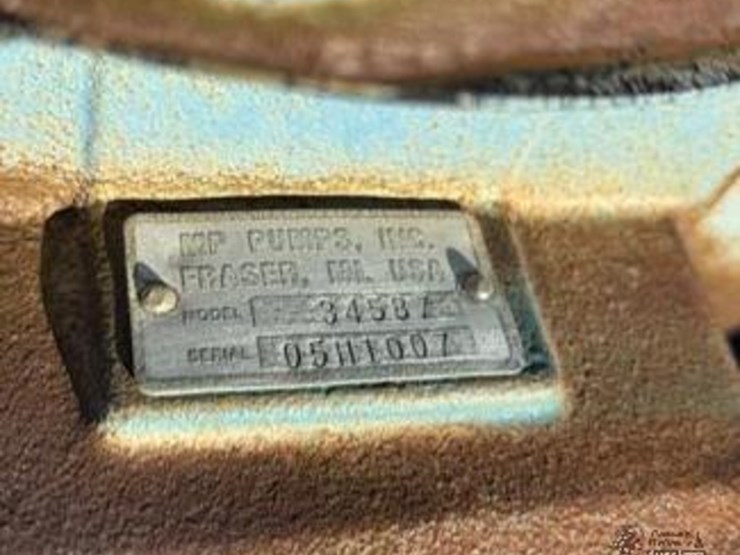 MP PUMPS, INC.
FRASER, MI. USA
MODEL 34587
SERIAL 05H1007